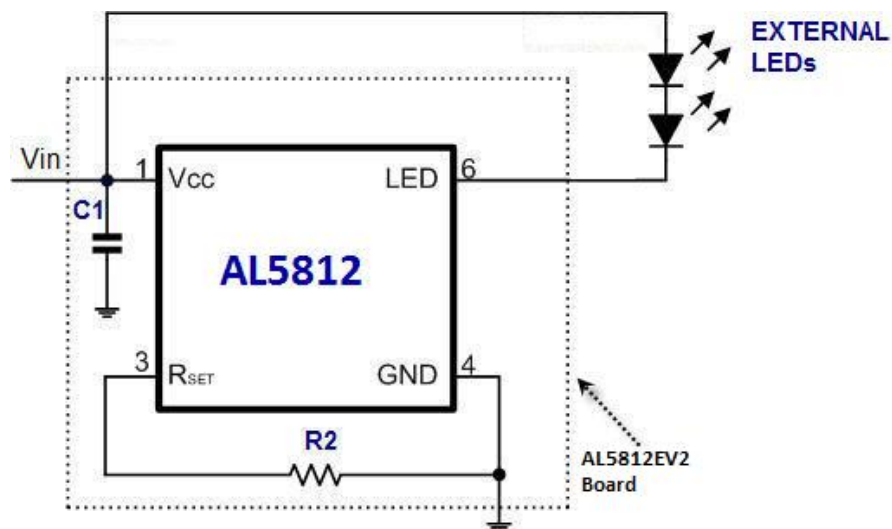 EXTERNAL
LEDs
Vin
1
Vcc
LED
6
C1
AL5812
3
RSET
GND
4
R2
AL5812EV2
Board